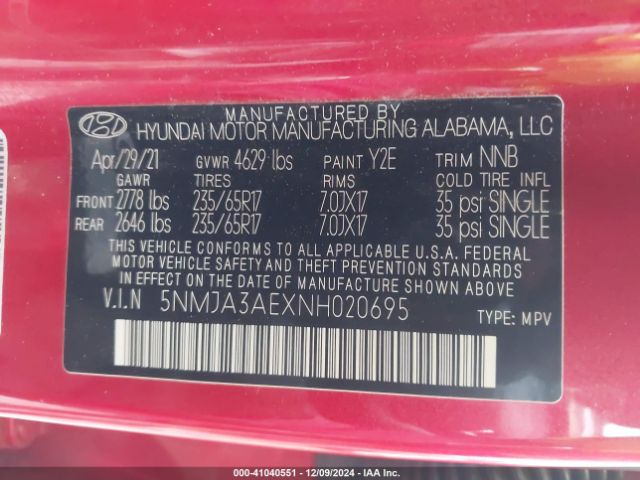 MANUFACTURED BY
HYUNDAI MOTOR MANUFACTURING ALABAMA, LLC
Apr/29/21 GVWR 4629 lbs PAINT Y2E TRIM NNB
GAWR TIRES RIMS COLD TIRE INFL
FRONT 2778 lbs 235/65R17 7.0JX17 35 psi SINGLE
REAR 2646 lbs 235/65R17 7.0JX17 35 psi SINGLE
THIS VEHICLE CONFORMS TO ALL APPLICABLE U.S.A. FEDERAL
MOTOR VEHICLE SAFETY AND THEFT PREVENTION STANDARDS
IN EFFECT ON THE DATE OF MANUFACTURE SHOWN ABOVE.
V.I.N 5NMJA3AEXNH020695 TYPE: MPV
000-41040551 - 12/09/2024 - IAA